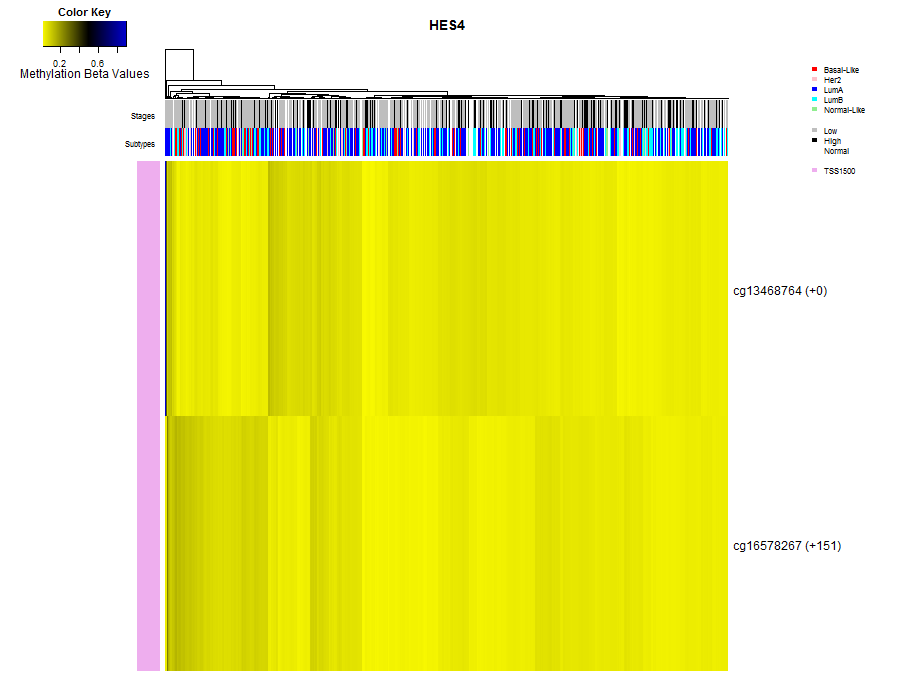 Color Key
0.2 0.6
Methylation Beta Values
HES4
Stages
Subtypes
Basal-Like
Her2
LumA
LumB
Normal-Like
Low
High
Normal
TSS1500
cg13468764 (+0)
cg16578267 (+151)